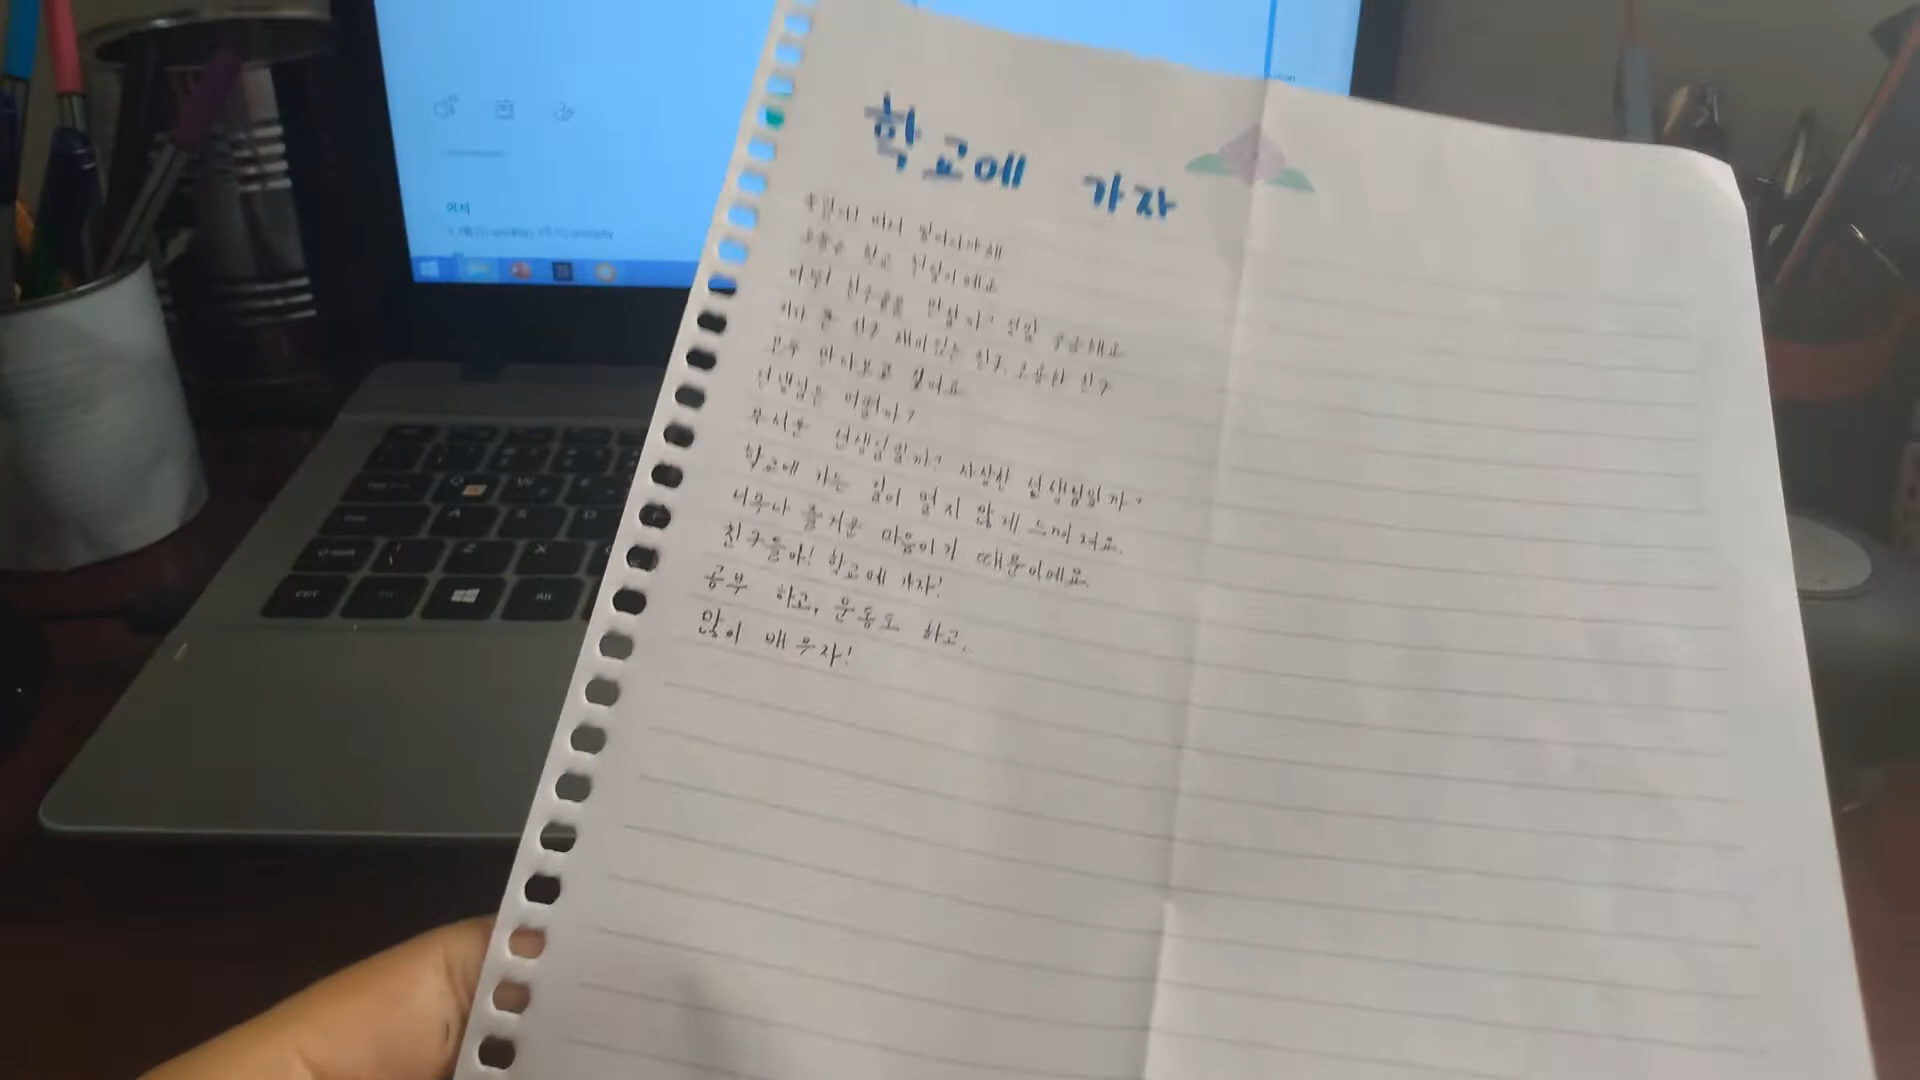 학교에 가자
빨리 일어나야 해
오늘은 학교 첫날이에요
어떤 친구들을 만날까? 정말 궁금해요
키가 큰 친구, 재미있는 친구, 조용한 친구
모두 만나보고 싶어요
선생님은 어떨까?
무서운 선생님일까? 자상한 선생님일까?
학교에 가는 길이 멀지 않게 느껴져요.
너무나 즐거운 마음이기 때문이에요.
친구들아! 학교에 가자!
공부 하고, 운동도 하고,
많이 배우자!
Q
W
E
A
S
D
Z
X
Ctrl
Alt